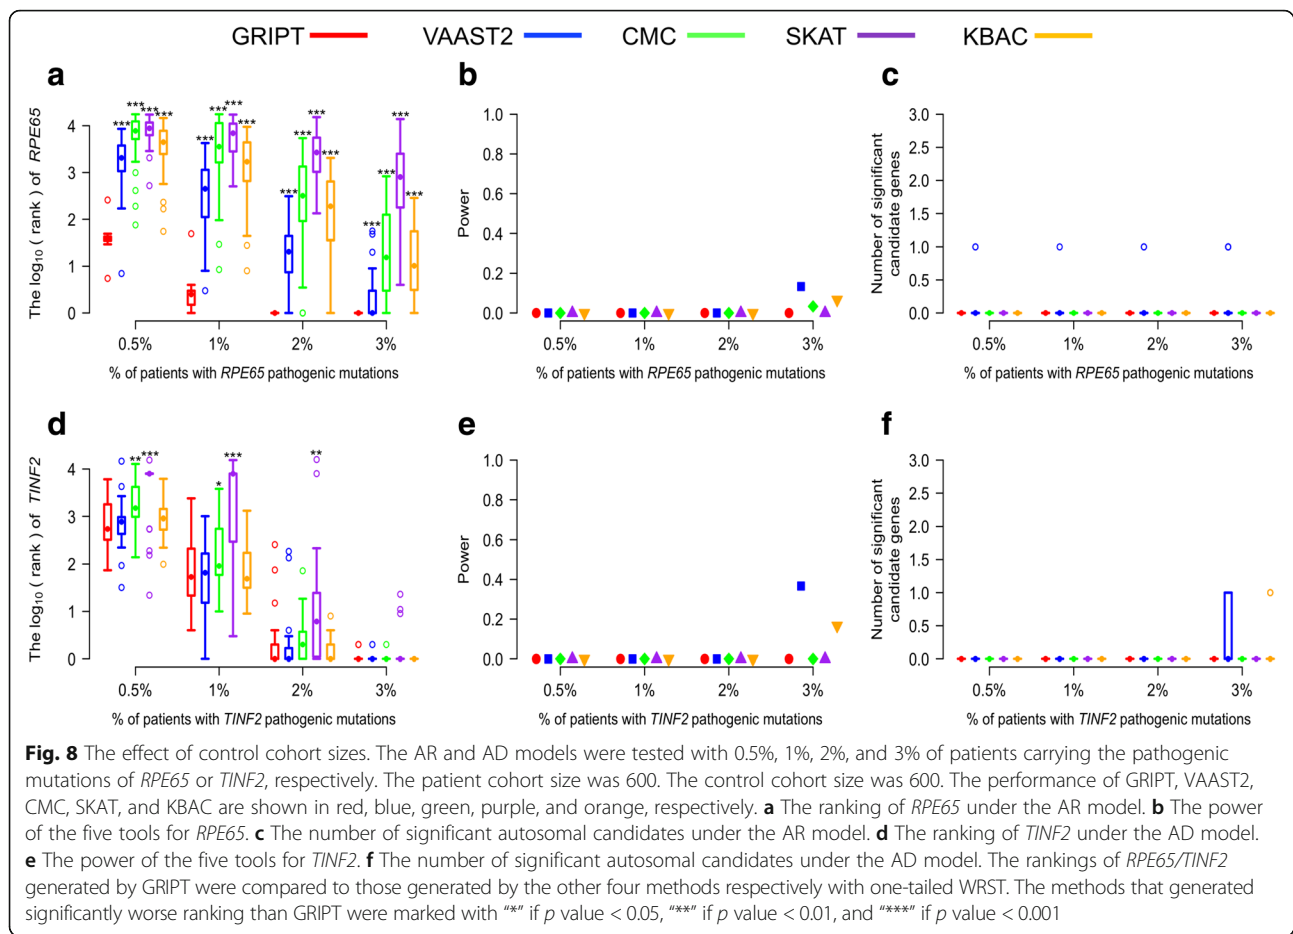 GRIPT VAAST2 CMC SKAT KBAC
a
The log10 ( rank ) of RPE65
4
3
2
1
0
*** *** *** ***
*** *** *** ***
*** *** *** ***
*** *** *** ***
0.5% 1% 2% 3%
% of patients with RPE65 pathogenic mutations
b
Power
1.0
0.8
0.6
0.4
0.2
0.0
0.5% 1% 2% 3%
% of patients with RPE65 pathogenic mutations
c
Number of significant
candidate genes
3.0
2.5
2.0
1.5
1.0
0.5
0.0
0.5% 1% 2% 3%
% of patients with RPE65 pathogenic mutations
d
The log10 ( rank ) of TINF2
4
3
2
1
0
** ***
* ***
**
0.5% 1% 2% 3%
% of patients with TINF2 pathogenic mutations
e
Power
1.0
0.8
0.6
0.4
0.2
0.0
0.5% 1% 2% 3%
% of patients with TINF2 pathogenic mutations
f
Number of significant
candidate genes
3.0
2.5
2.0
1.5
1.0
0.5
0.0
0.5% 1% 2% 3%
% of patients with TINF2 pathogenic mutations
Fig. 8 The effect of control cohort sizes. The AR and AD models were tested with 0.5%, 1%, 2%, and 3% of patients carrying the pathogenic
mutations of RPE65 or TINF2, respectively. The patient cohort size was 600. The control cohort size was 600. The performance of GRIPT, VAAST2,
CMC, SKAT, and KBAC are shown in red, blue, green, purple, and orange, respectively. a The ranking of RPE65 under the AR model. b The power
of the five tools for RPE65. c The number of significant autosomal candidates under the AR model. d The ranking of TINF2 under the AD model.
e The power of the five tools for TINF2. f The number of significant autosomal candidates under the AD model. The rankings of RPE65/TINF2
generated by GRIPT were compared to those generated by the other four methods respectively with one-tailed WRST. The methods that generated
significantly worse ranking than GRIPT were marked with “*” if p value < 0.05, “**” if p value < 0.01, and “***” if p value < 0.001